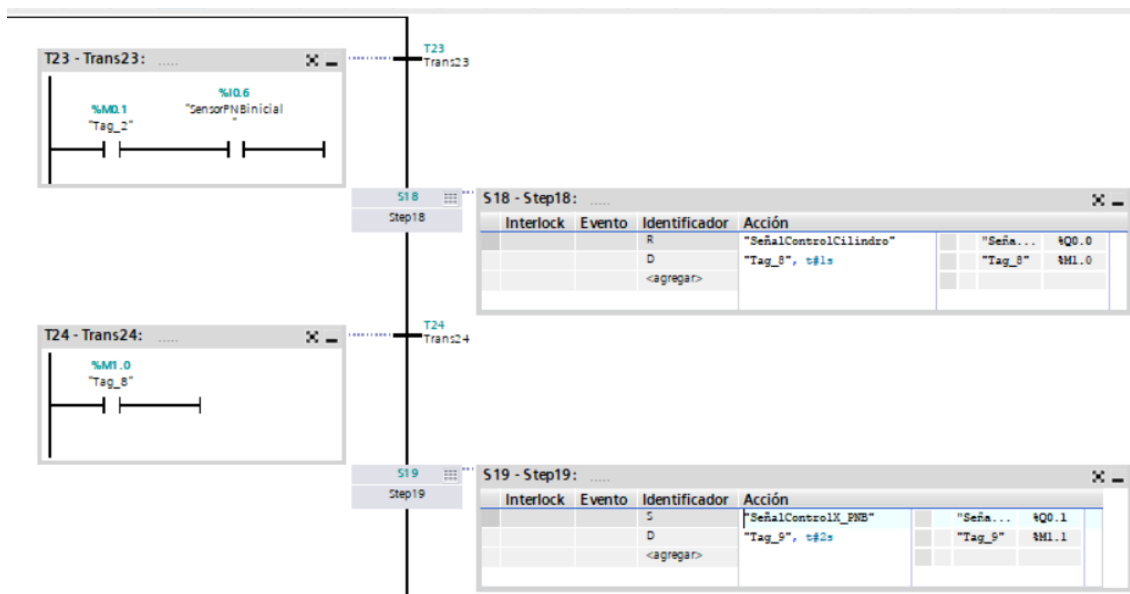 T23
Trans23
T23 - Trans23: .....
%M0.1
"Tag_2"
%I0.6
"SensorPNBinicial
"
S18
Step18
S18 - Step18: .....
Interlock Evento Identificador Acción
R "SeñalControlCilindro" "Seña... %Q0.0
D "Tag_8", t#1s "Tag_8" %M1.0
<agregar>
T24
Trans24
T24 - Trans24: .....
%M1.0
"Tag_8"
S19
Step19
S19 - Step19: .....
Interlock Evento Identificador Acción
S "SeñalControlX_PNB" "Seña... %Q0.1
D "Tag_9", t#2s "Tag_9" %M1.1
<agregar>